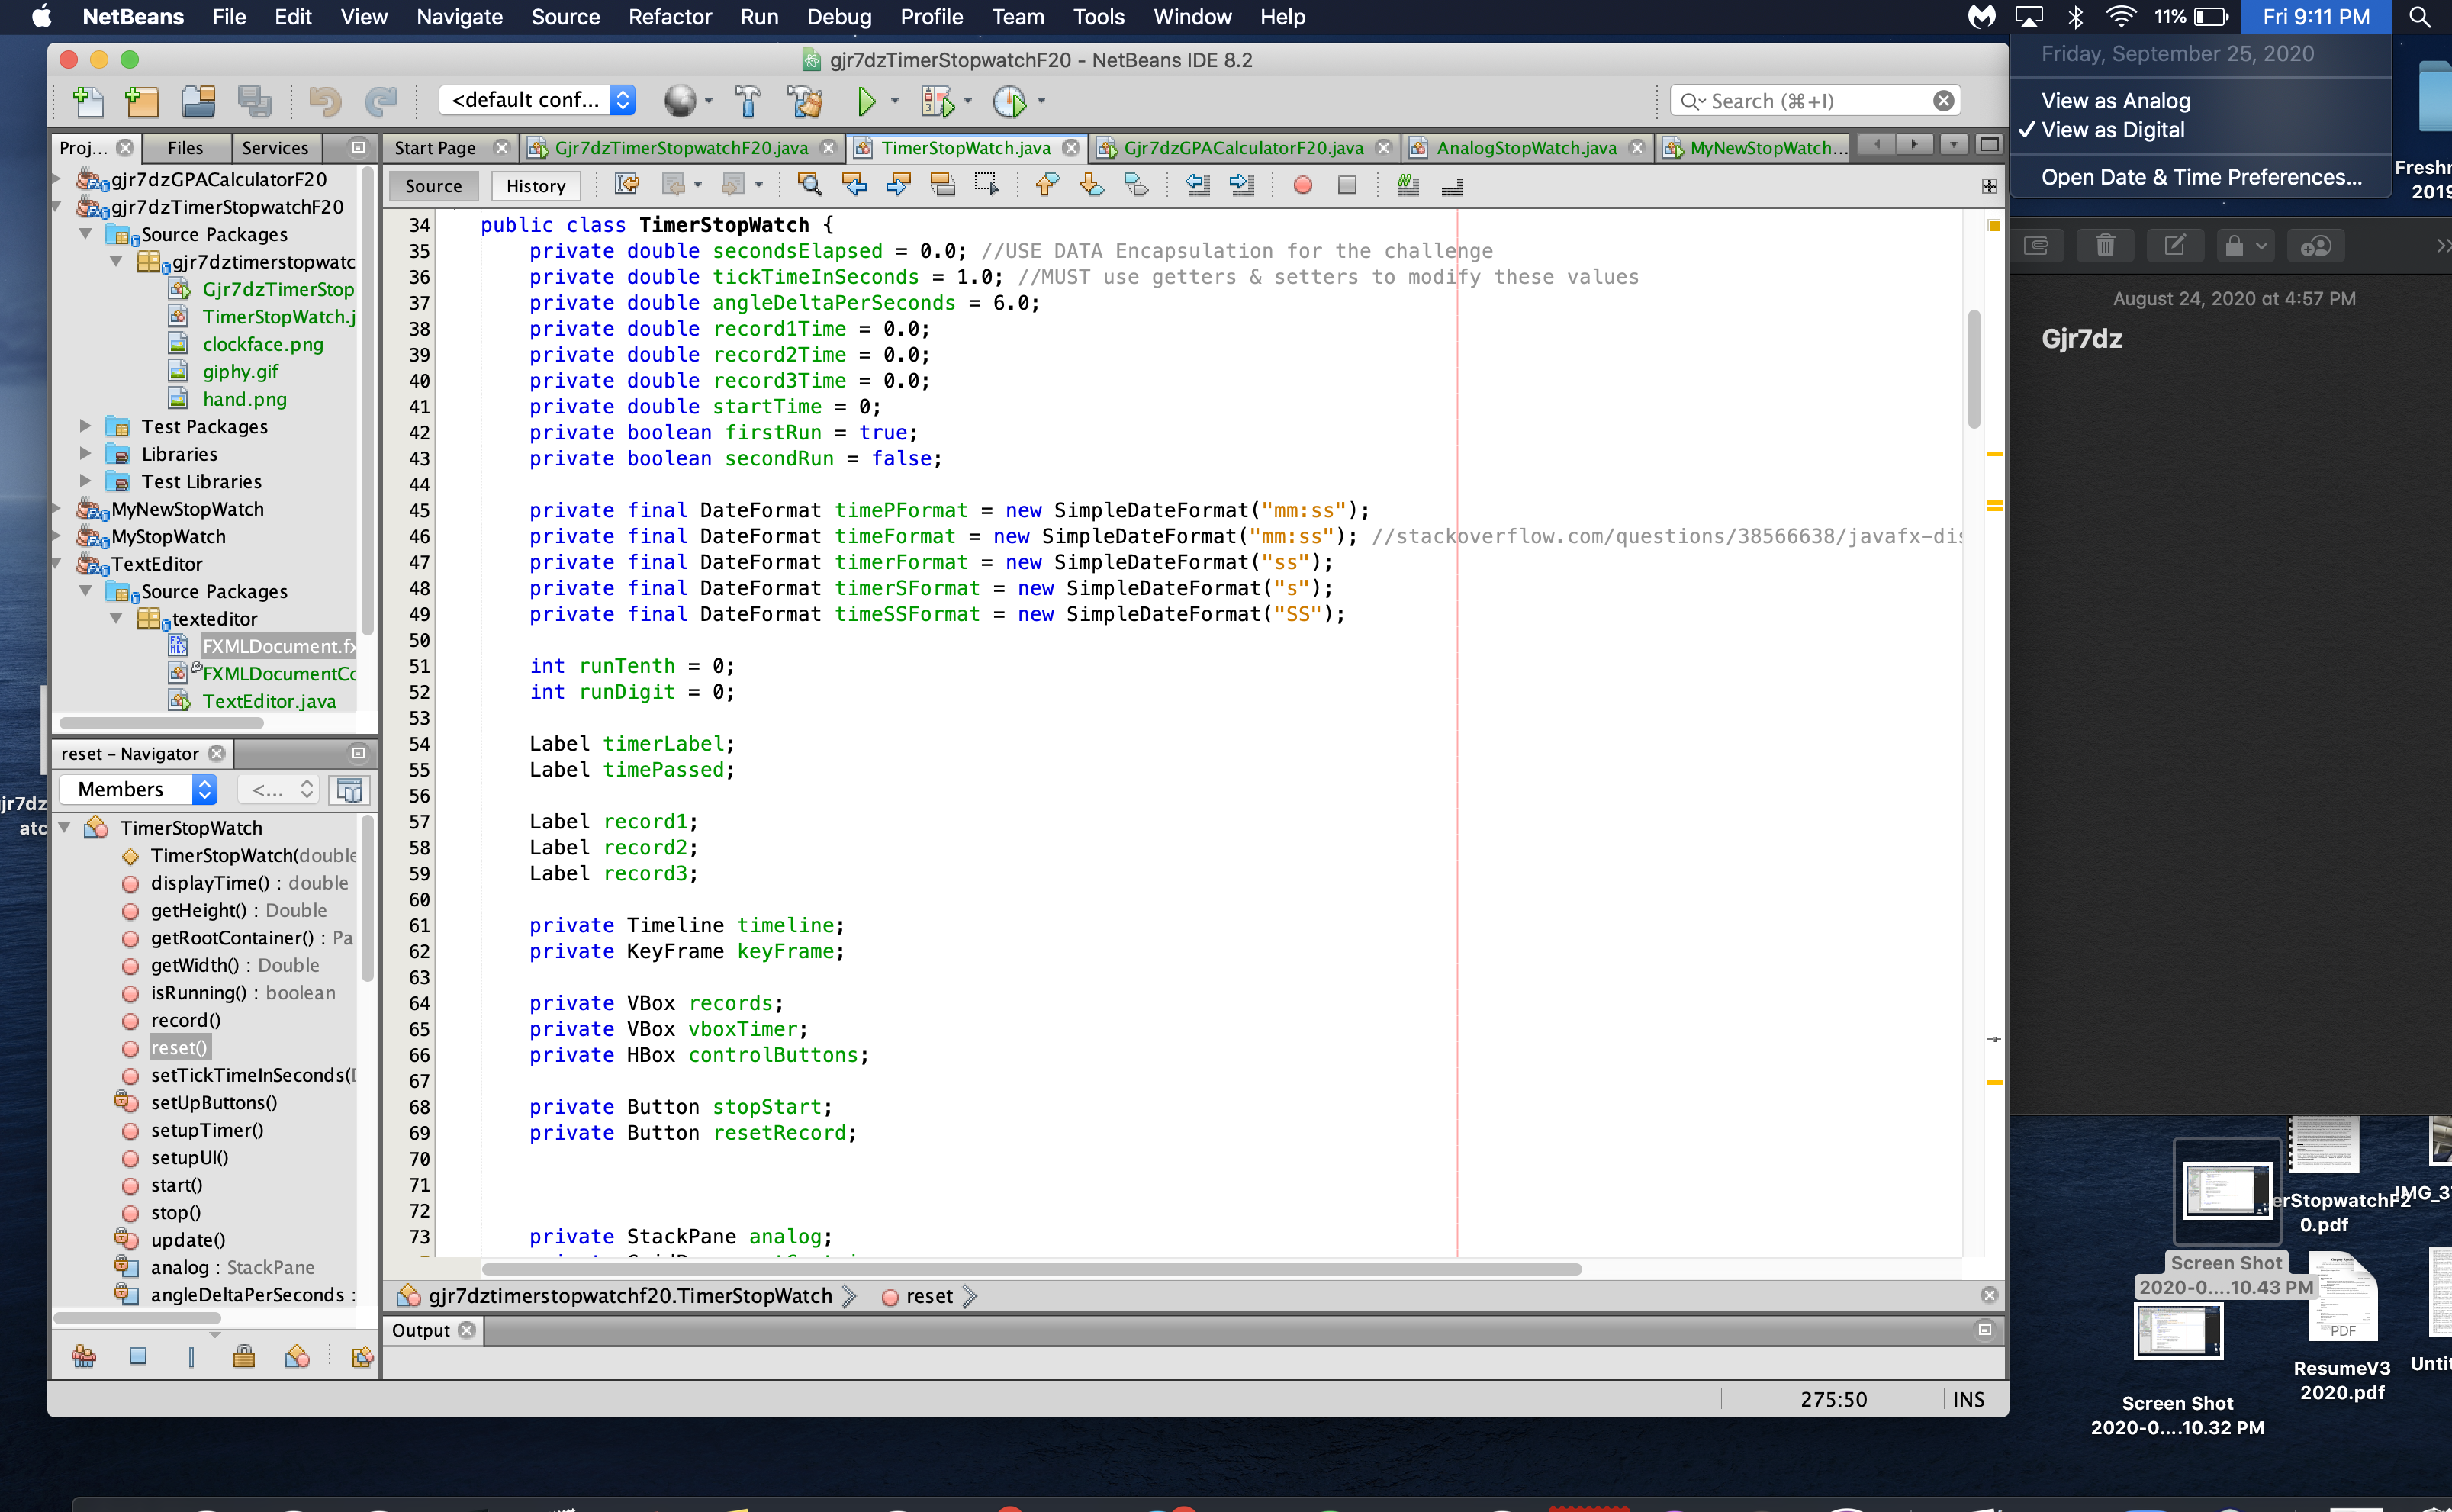 NetBeans File Edit View Navigate Source Refactor Run Debug Profile Team Tools Window Help 11% Fri 9:11 PM
gjr7dzTimerStopwatchF20 - NetBeans IDE 8.2
Friday, September 25, 2020
View as Analog
✓ View as Digital
Open Date & Time Preferences...
<default conf...
Search (⌘+I)
Proj... Files Services
Start Page Gjr7dzTimerStopwatchF20.java TimerStopWatch.java Gjr7dzGPACalculatorF20.java AnalogStopWatch.java MyNewStopWatch...
Source History
gjr7dzGPACalculatorF20
gjr7dzTimerStopwatchF20
Source Packages
gjr7dztimerstopwatc
Gjr7dzTimerStop
TimerStopWatch.j
clockface.png
giphy.gif
hand.png
Test Packages
Libraries
Test Libraries
MyNewStopWatch
MyStopWatch
TextEditor
Source Packages
texteditor
FXMLDocument.fx
FXMLDocumentCo
TextEditor.java
reset - Navigator
Members <...
TimerStopWatch
TimerStopWatch(double
displayTime() : double
getHeight() : Double
getRootContainer() : Pa
getWidth() : Double
isRunning() : boolean
record()
reset()
setTickTimeInSeconds(D
setUpButtons()
setupTimer()
setupUI()
start()
stop()
update()
analog : StackPane
angleDeltaPerSeconds :
34 public class TimerStopWatch {
35 private double secondsElapsed = 0.0; //USE DATA Encapsulation for the challenge
36 private double tickTimeInSeconds = 1.0; //MUST use getters & setters to modify these values
37 private double angleDeltaPerSeconds = 6.0;
38 private double record1Time = 0.0;
39 private double record2Time = 0.0;
40 private double record3Time = 0.0;
41 private double startTime = 0;
42 private boolean firstRun = true;
43 private boolean secondRun = false;
44
45 private final DateFormat timePFormat = new SimpleDateFormat("mm:ss");
46 private final DateFormat timeFormat = new SimpleDateFormat("mm:ss"); //stackoverflow.com/questions/38566638/javafx-dis
47 private final DateFormat timerFormat = new SimpleDateFormat("ss");
48 private final DateFormat timerSFormat = new SimpleDateFormat("s");
49 private final DateFormat timeSSFormat = new SimpleDateFormat("SS");
50
51 int runTenth = 0;
52 int runDigit = 0;
53
54 Label timerLabel;
55 Label timePassed;
56
57 Label record1;
58 Label record2;
59 Label record3;
60
61 private Timeline timeline;
62 private KeyFrame keyFrame;
63
64 private VBox records;
65 private VBox vboxTimer;
66 private HBox controlButtons;
67
68 private Button stopStart;
69 private Button resetRecord;
70
71
72
73 private StackPane analog;
gjr7dztimerstopwatchf20.TimerStopWatch reset
Output
275:50 INS
Freshr
2019
August 24, 2020 at 4:57 PM
Gjr7dz
jr7dz
atc
erStopwatchF2
0.pdf
IMG_37
Screen Shot
2020-0....10.43 PM
PDF
ResumeV3
2020.pdf
Untit
Screen Shot
2020-0....10.32 PM